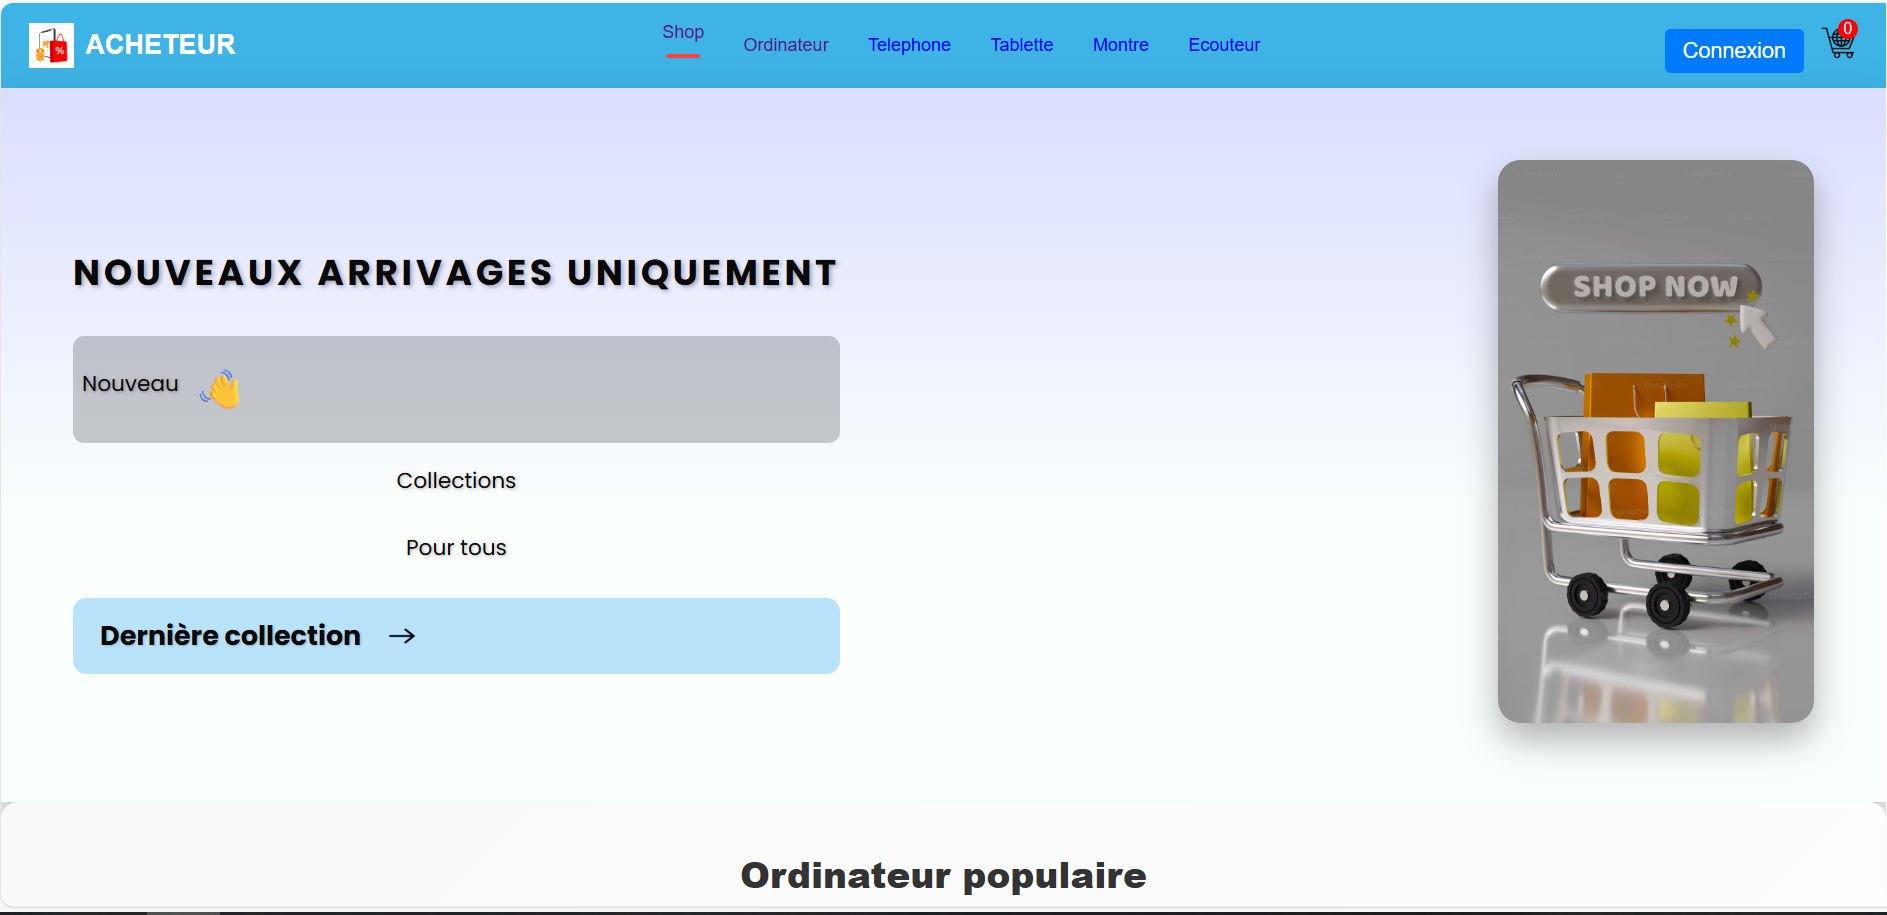 ACHETEUR
Shop
Ordinateur
Telephone
Tablette
Montre
Ecouteur
Connexion
0
%
NOUVEAUX ARRIVAGES UNIQUEMENT
Nouveau
Collections
Pour tous
Dernière collection
SHOP NOW
Unsplash+
Ordinateur populaire